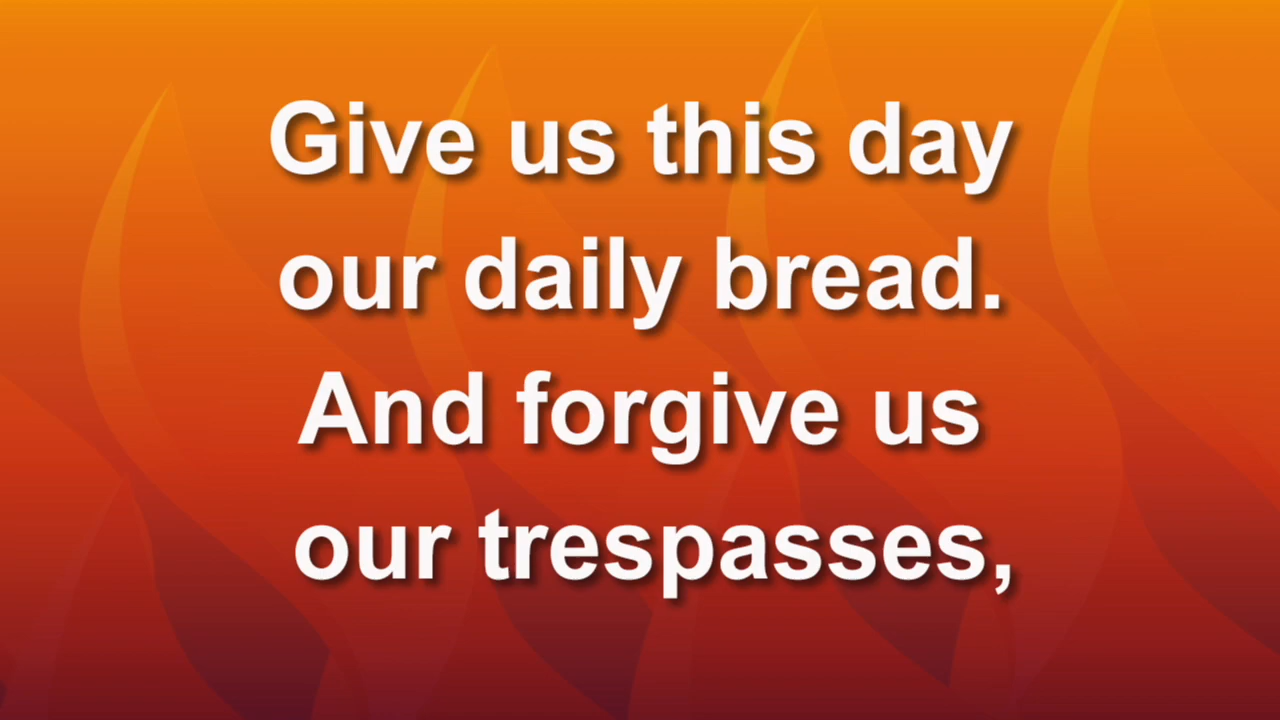 Give us this day
our daily bread.
And forgive us
our trespasses,